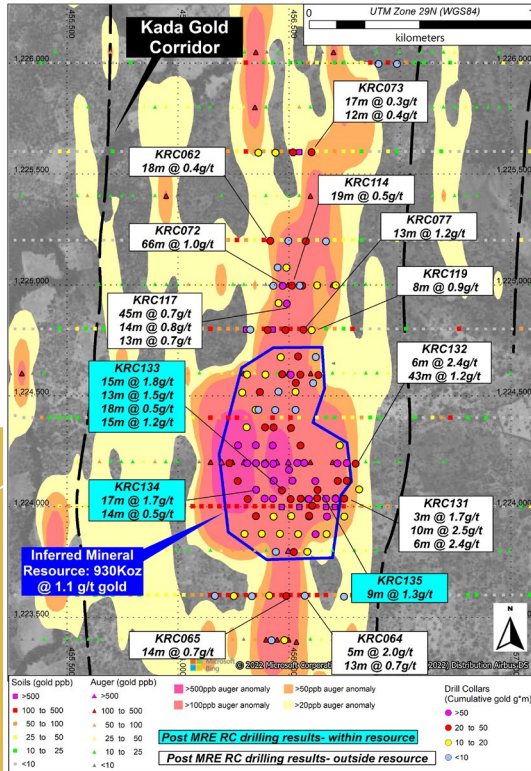 UTM Zone 29N (WGS84)
0
1
kilometers
Kada Gold
Corridor
1,226,000
1,225,500
1,225,000
1,224,500
1,224,000
1,223,500
KRC073
17m @ 0.3g/t
12m @ 0.4g/t
KRC062
18m @ 0.4g/t
KRC114
19m @ 0.5g/t
KRC072
66m @ 1.0g/t
KRC077
13m @ 1.2g/t
KRC119
8m @ 0.9g/t
KRC117
45m @ 0.7g/t
14m @ 0.8g/t
13m @ 0.7g/t
KRC132
6m @ 2.4g/t
43m @ 1.2g/t
KRC133
15m @ 1.8g/t
13m @ 1.5g/t
18m @ 0.5g/t
15m @ 1.2g/t
KRC134
17m @ 1.7g/t
14m @ 0.5g/t
KRC131
3m @ 1.7g/t
10m @ 2.5g/t
6m @ 2.4g/t
Inferred Mineral
Resource: 930Koz
@ 1.1 g/t gold
KRC135
9m @ 1.3g/t
KRC065
14m @ 0.7g/t
KRC064
5m @ 2.0g/t
13m @ 0.7g/t
N
Microsoft
Bing
© 2022 Microsoft Corporat
2022) Distribution Airbus DS
Soils (gold ppb)
>500
100 to 500
50 to 100
25 to 50
10 to 25
<10
Auger (gold ppb)
>500
100 to 500
50 to 100
25 to 50
10 to 25
<10
>500ppb auger anomaly
>100ppb auger anomaly
>50ppb auger anomaly
>20ppb auger anomaly
Drill Collars
(Cumulative gold g*m)
>50
20 to 50
10 to 20
<10
Post MRE RC drilling results- within resource
Post MRE RC drilling results- outside resource